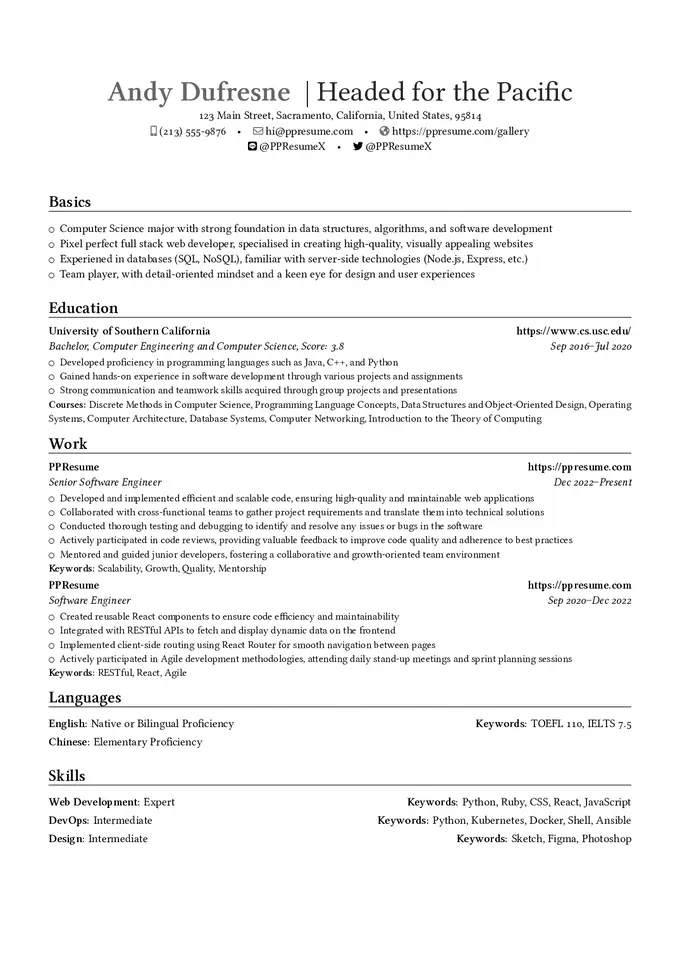 Andy Dufresne | Headed for the Pacific
123 Main Street, Sacramento, California, United States, 95814
(213) 555-9876 • hi@ppresume.com • https://ppresume.com/gallery
@PPResumeX • @PPResumeX
Basics
Computer Science major with strong foundation in data structures, algorithms, and software development
Pixel perfect full stack web developer, specialised in creating high-quality, visually appealing websites
Experiened in databases (SQL, NoSQL), familiar with server-side technologies (Node.js, Express, etc.)
Team player, with detail-oriented mindset and a keen eye for design and user experiences
Education
University of Southern California https://www.cs.usc.edu/
Bachelor, Computer Engineering and Computer Science, Score: 3.8 Sep 2016–Jul 2020
Developed proficiency in programming languages such as Java, C++, and Python
Gained hands-on experience in software development through various projects and assignments
Strong communication and teamwork skills acquired through group projects and presentations
Courses: Discrete Methods in Computer Science, Programming Language Concepts, Data Structures and Object-Oriented Design, Operating
Systems, Computer Architecture, Database Systems, Computer Networking, Introduction to the Theory of Computing
Work
PPResume https://ppresume.com
Senior Software Engineer Dec 2022–Present
Developed and implemented efficient and scalable code, ensuring high-quality and maintainable web applications
Collaborated with cross-functional teams to gather project requirements and translate them into technical solutions
Conducted thorough testing and debugging to identify and resolve any issues or bugs in the software
Actively participated in code reviews, providing valuable feedback to improve code quality and adherence to best practices
Mentored and guided junior developers, fostering a collaborative and growth-oriented team environment
Keywords: Scalability, Growth, Quality, Mentorship
PPResume https://ppresume.com
Software Engineer Sep 2020–Dec 2022
Created reusable React components to ensure code efficiency and maintainability
Integrated with RESTful APIs to fetch and display dynamic data on the frontend
Implemented client-side routing using React Router for smooth navigation between pages
Actively participated in Agile development methodologies, attending daily stand-up meetings and sprint planning sessions
Keywords: RESTful, React, Agile
Languages
English: Native or Bilingual Proficiency Keywords: TOEFL 110, IELTS 7.5
Chinese: Elementary Proficiency
Skills
Web Development: Expert Keywords: Python, Ruby, CSS, React, JavaScript
DevOps: Intermediate Keywords: Python, Kubernetes, Docker, Shell, Ansible
Design: Intermediate Keywords: Sketch, Figma, Photoshop